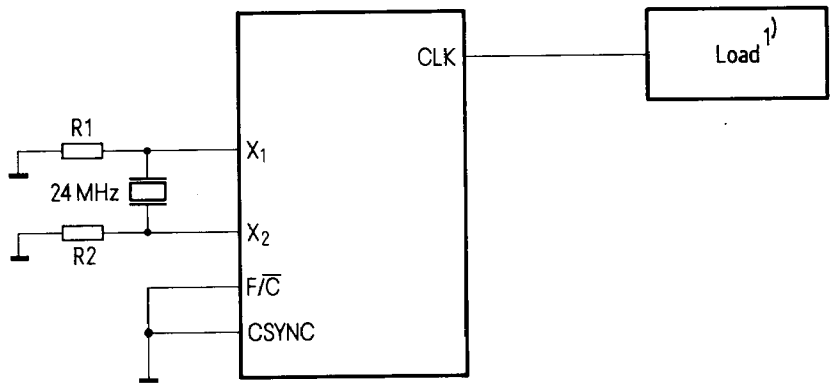 CLK
Load 1)
R1
X1
24 MHz
X2
R2
F/C̅
CSYNC